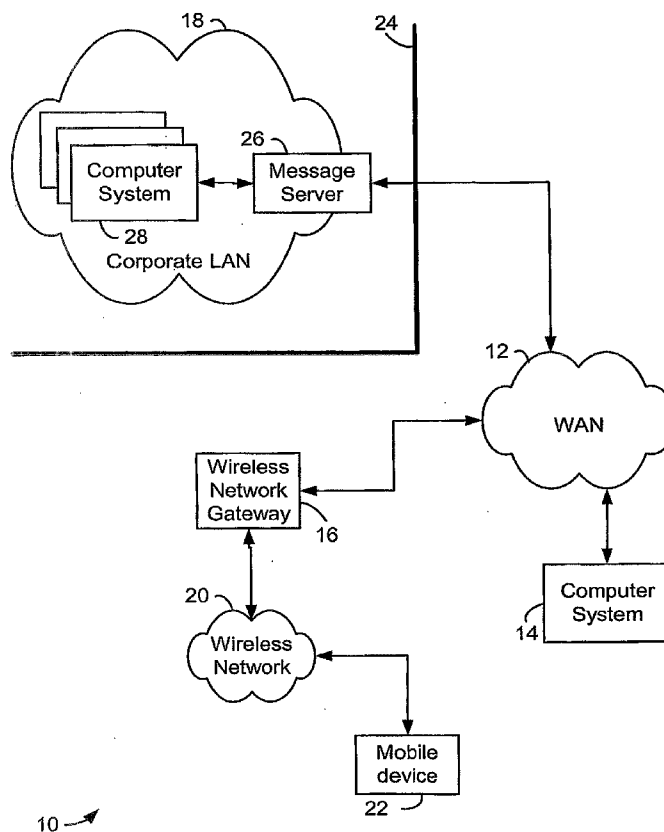 18
24
26
Computer
System
Message
Server
28
Corporate LAN
12
WAN
Wireless
Network
Gateway
16
20
Wireless
Network
Computer
System
14
Mobile
device
22
10